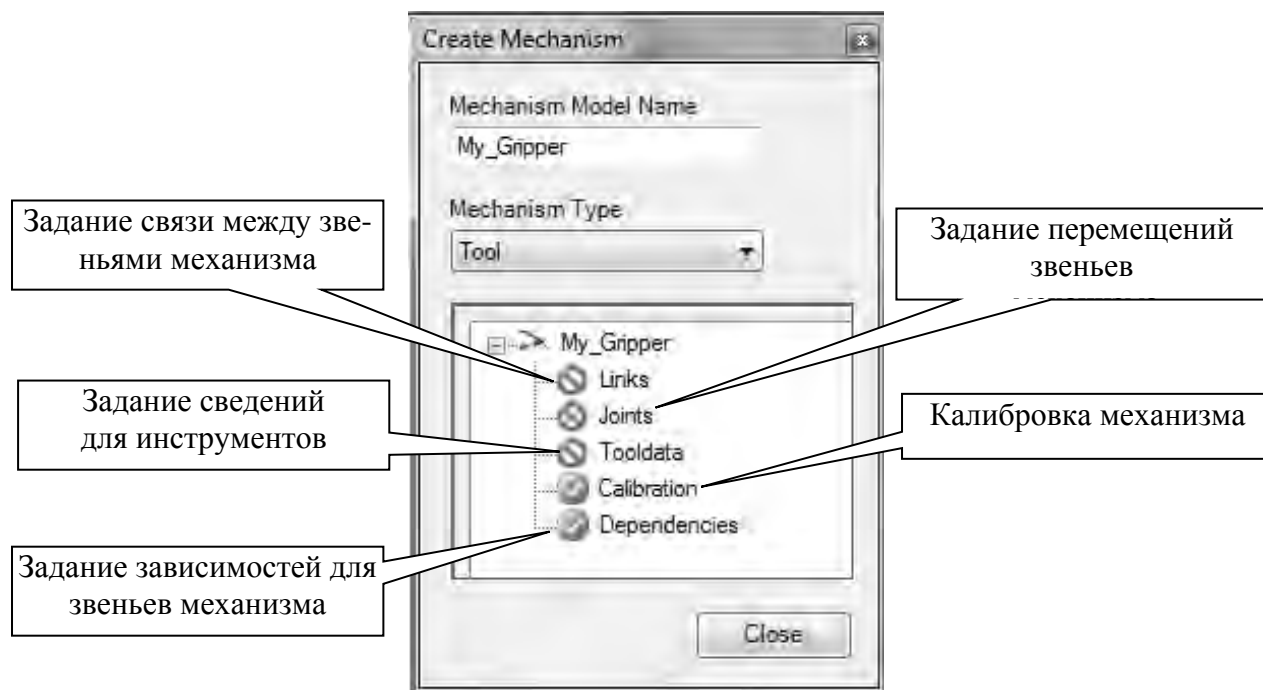 Create Mechanism
Mechanism Model Name
My_Gripper
Mechanism Type
Tool
My_Gripper
Links
Joints
Tooldata
Calibration
Dependencies
Close
Задание связи между зве-
ньями механизма
Задание сведений
для инструментов
Задание зависимостей для
звеньев механизма
Задание перемещений
звеньев
Калибровка механизма